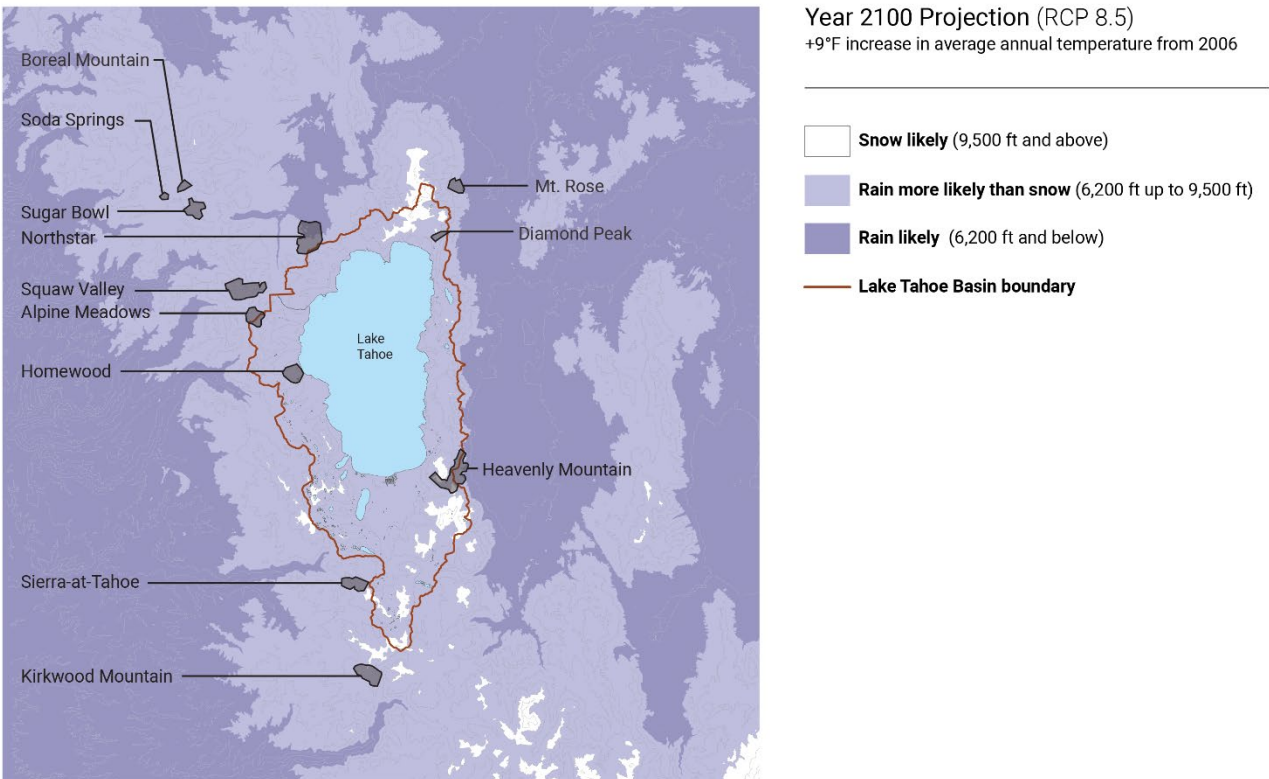 Year 2100 Projection (RCP 8.5)
+9°F increase in average annual temperature from 2006
Snow likely (9,500 ft and above)
Rain more likely than snow (6,200 ft up to 9,500 ft)
Rain likely (6,200 ft and below)
Lake Tahoe Basin boundary
Boreal Mountain
Soda Springs
Mt. Rose
Sugar Bowl
Northstar
Diamond Peak
Squaw Valley
Alpine Meadows
Lake
Tahoe
Homewood
Heavenly Mountain
Sierra-at-Tahoe
Kirkwood Mountain